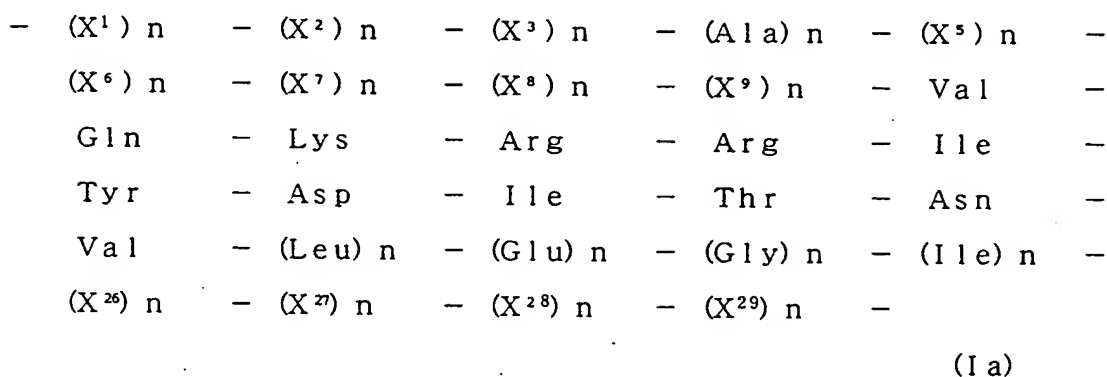 − (X¹) n − (X²) n − (X³) n − (Ala) n − (X⁵) n −
(X⁶) n − (X⁷) n − (X⁸) n − (X⁹) n − Val −
Gln − Lys − Arg − Arg − Ile −
Tyr − Asp − Ile − Thr − Asn −
Val − (Leu) n − (Glu) n − (Gly) n − (Ile) n −
(X²⁶) n − (X²⁷) n − (X²⁸) n − (X²⁹) n −
(Ia)